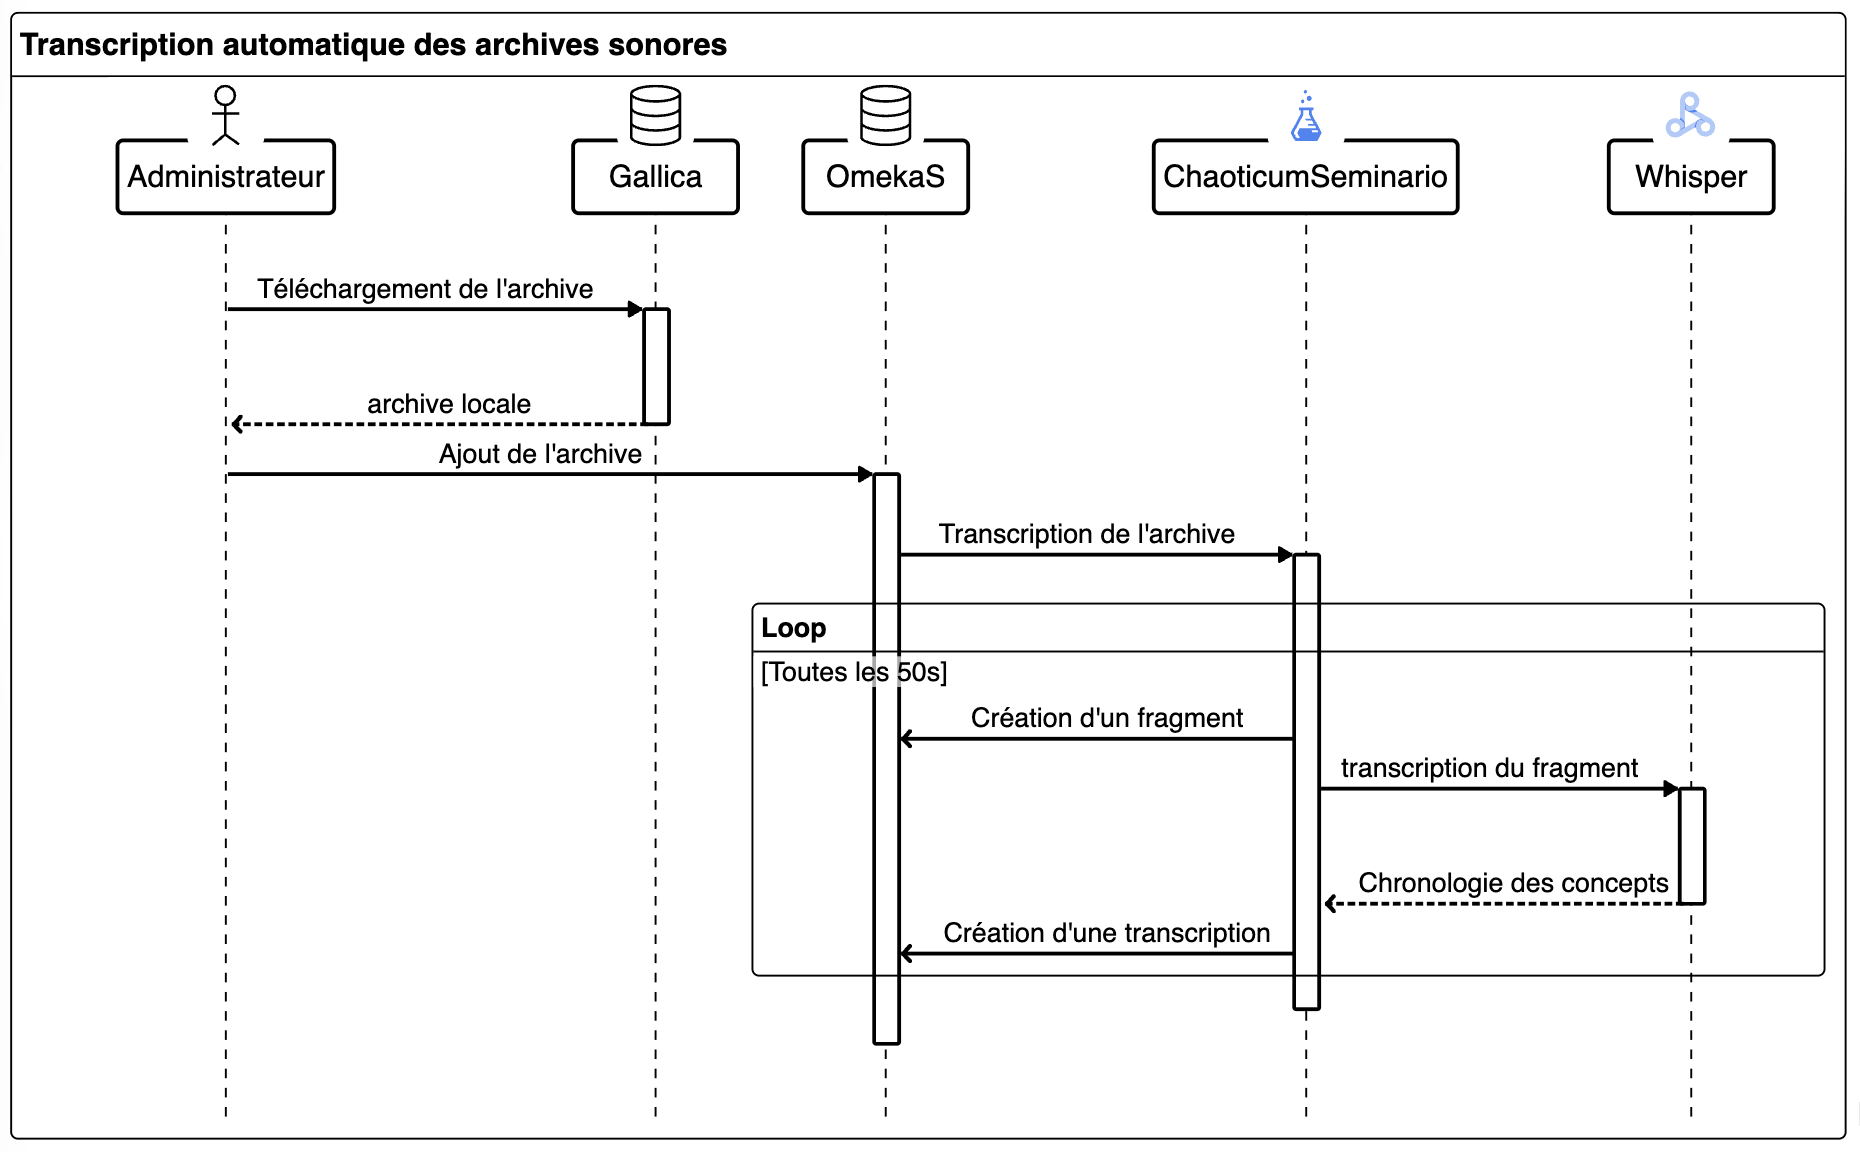 Transcription automatique des archives sonores
Administrateur
Gallica
OmekaS
ChaoticumSeminario
Whisper
Téléchargement de l'archive
archive locale
Ajout de l'archive
Transcription de l'archive
Loop
[Toutes les 50s]
Création d'un fragment
transcription du fragment
Chronologie des concepts
Création d'une transcription